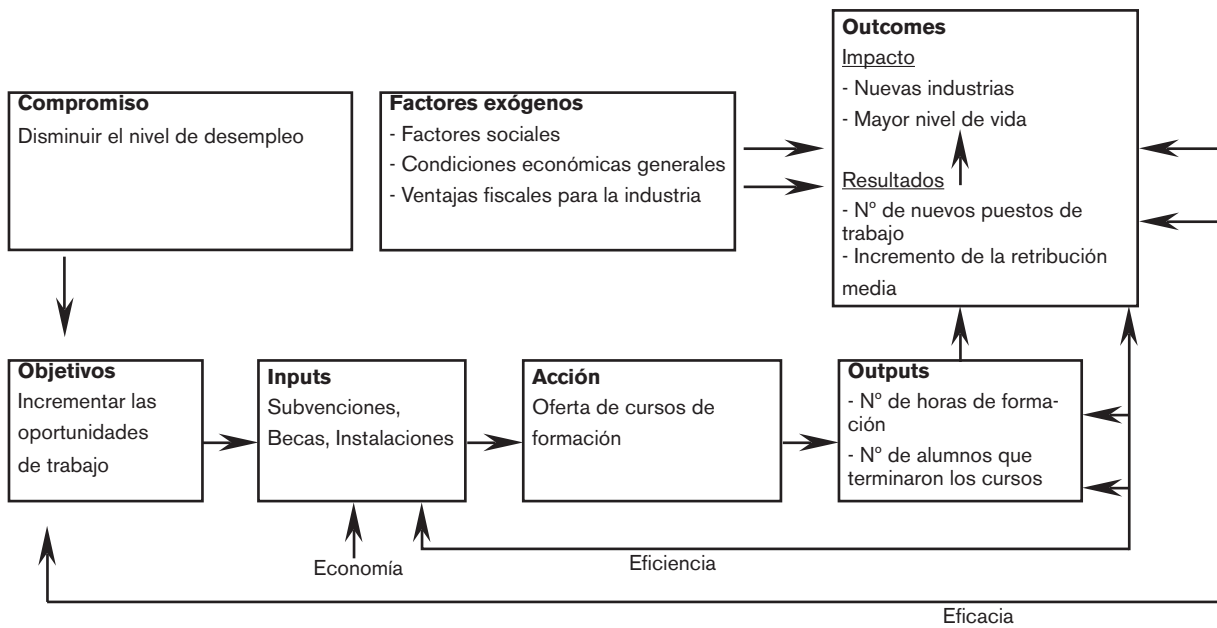 Compromiso
Disminuir el nivel de desempleo
Factores exógenos
- Factores sociales
- Condiciones económicas generales
- Ventajas fiscales para la industria
Outcomes
Impacto
- Nuevas industrias
- Mayor nivel de vida
Resultados
- Nº de nuevos puestos de
trabajo
- Incremento de la retribución
media
Objetivos
Incrementar las
oportunidades
de trabajo
Inputs
Subvenciones,
Becas, Instalaciones
Acción
Oferta de cursos de
formación
Outputs
- Nº de horas de forma-
ción
- Nº de alumnos que
terminaron los cursos
Economía
Eficiencia
Eficacia